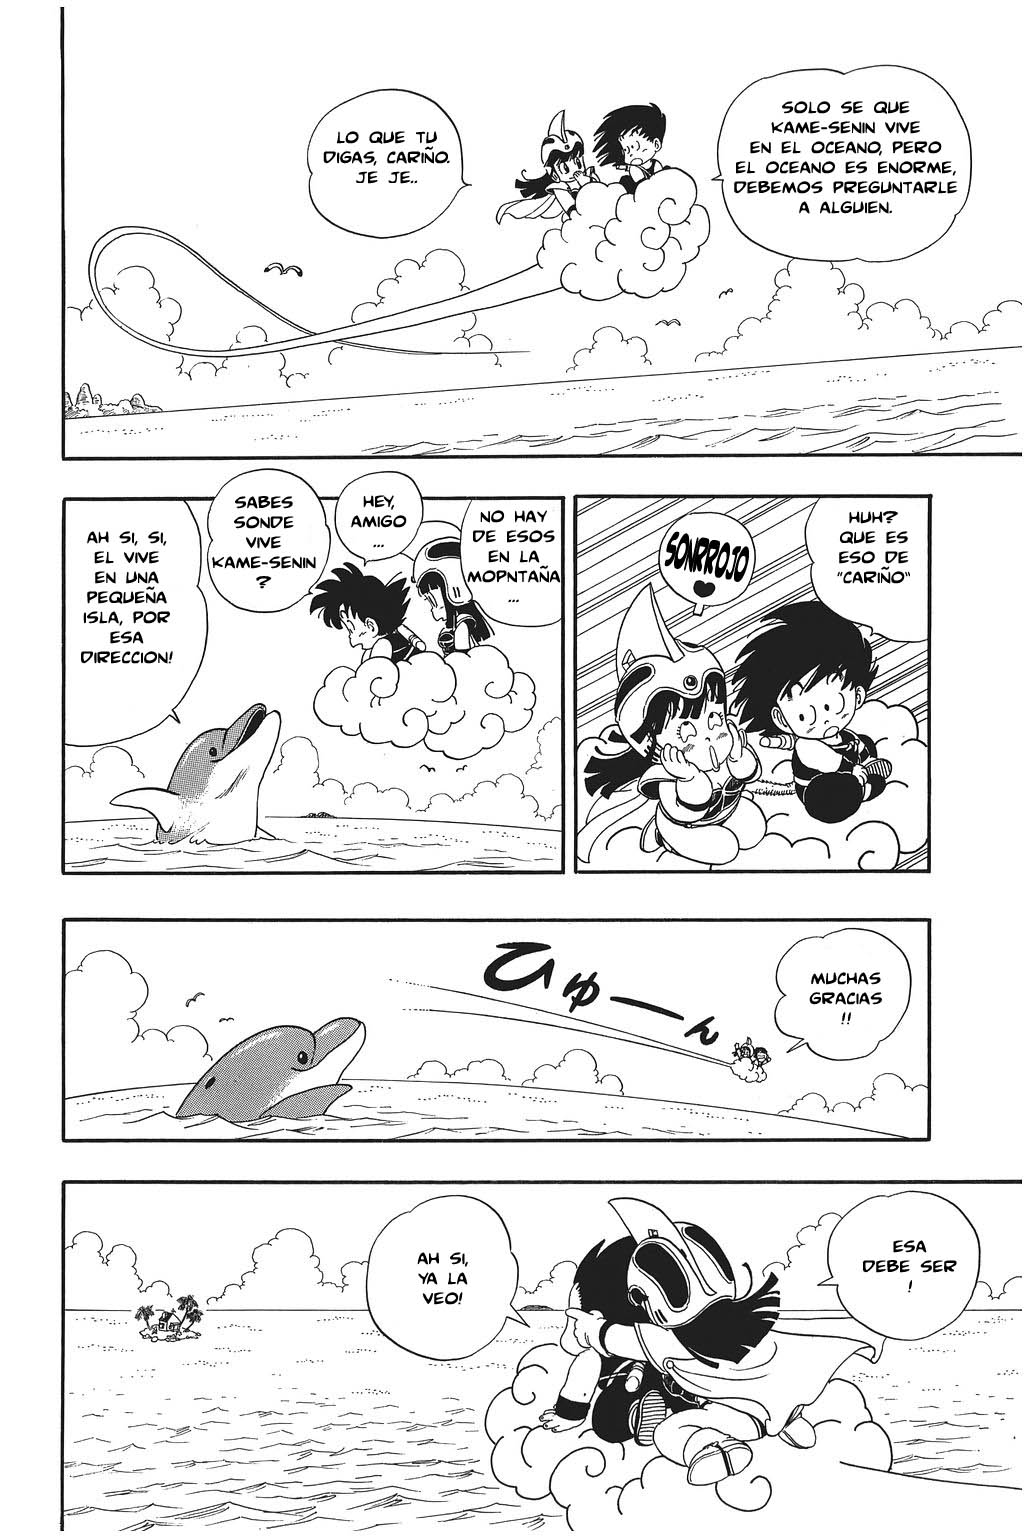 SOLO SE QUE
KAME-SENIN VIVE
EN EL OCEANO, PERO
EL OCEANO ES ENORME,
DEBEMOS PREGUNTARLE
A ALGUIEN.
LO QUE TU
DIGAS, CARIÑO.
JE JE..
HUH?
QUE ES
ESO DE
"CARIÑO"
SONRROJO
NO HAY
DE ESOS
EN LA
MOPNTAÑA
...
HEY,
AMIGO
...
SABES
SONDE
VIVE
KAME-SENIN
?
AH SI, SI,
EL VIVE
EN UNA
PEQUEÑA
ISLA, POR
ESA
DIRECCION!
MUCHAS
GRACIAS
!!
ひゅーん
ESA
DEBE SER
!
AH SI,
YA LA
VEO!